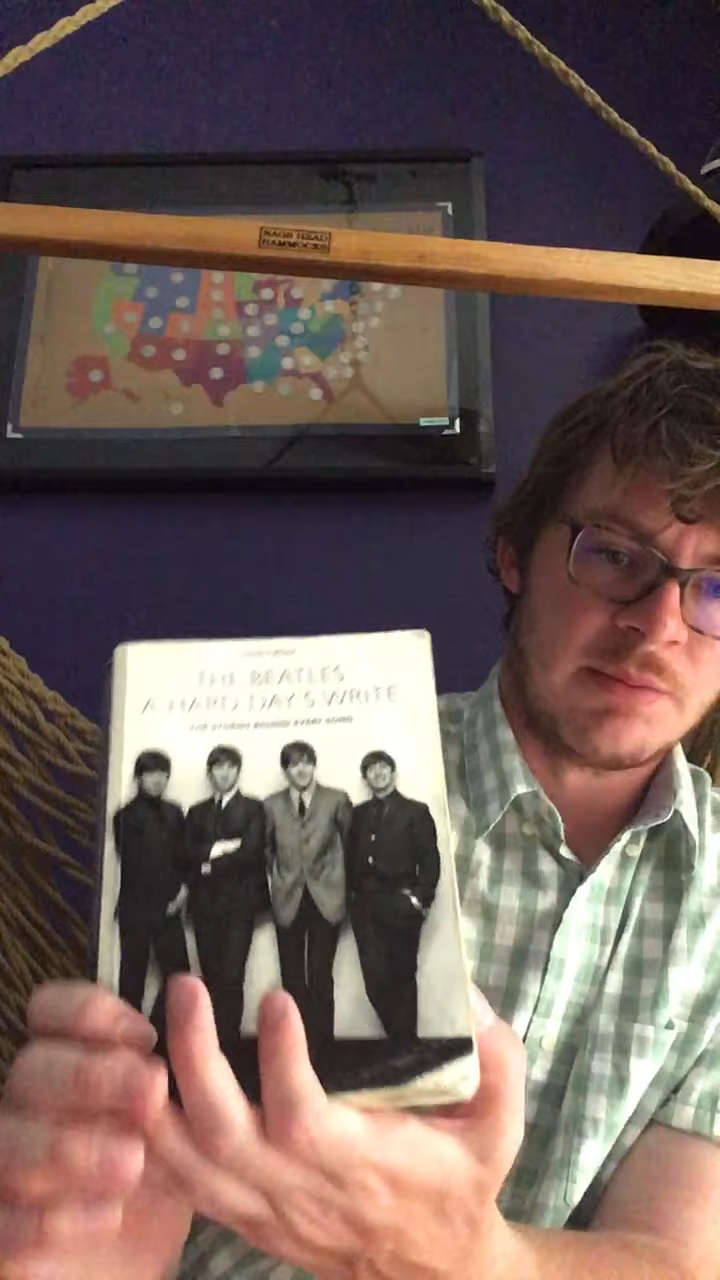 NAGS HEAD
HAMMOCKS
THE BEATLES
A HARD DAY'S WRITE
THE STORIES BEHIND EVERY SONG